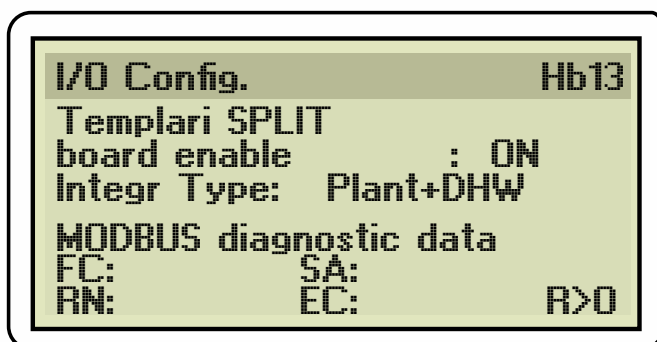 I/O Config. Hb13
Templari SPLIT
board enable : ON
Integr Type: Plant+DHW
MODBUS diagnostic data
FC: SA:
RN: EC: R>0